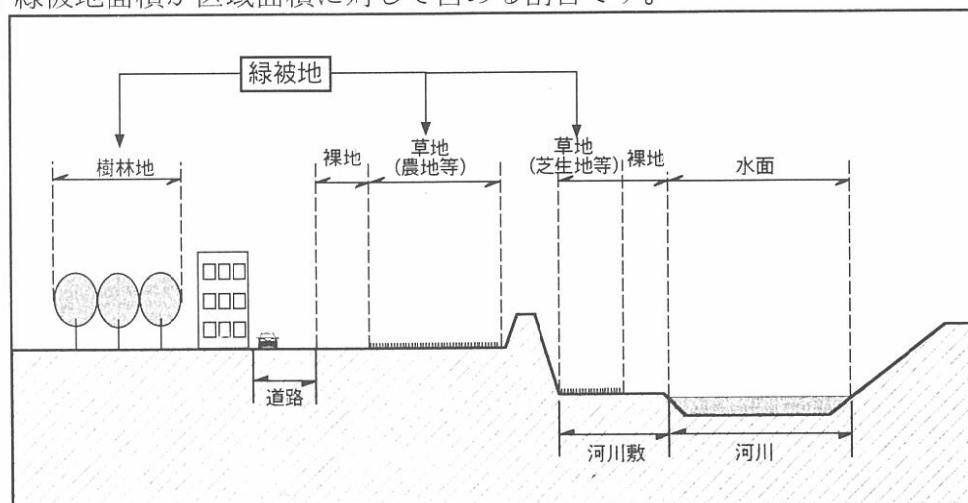 緑被地面積が区域面積に対して占める割合です。
緑被地
樹林地
裸地
草地
(農地等)
草地
(芝生地等)
裸地
水面
道路
河川敷
河川